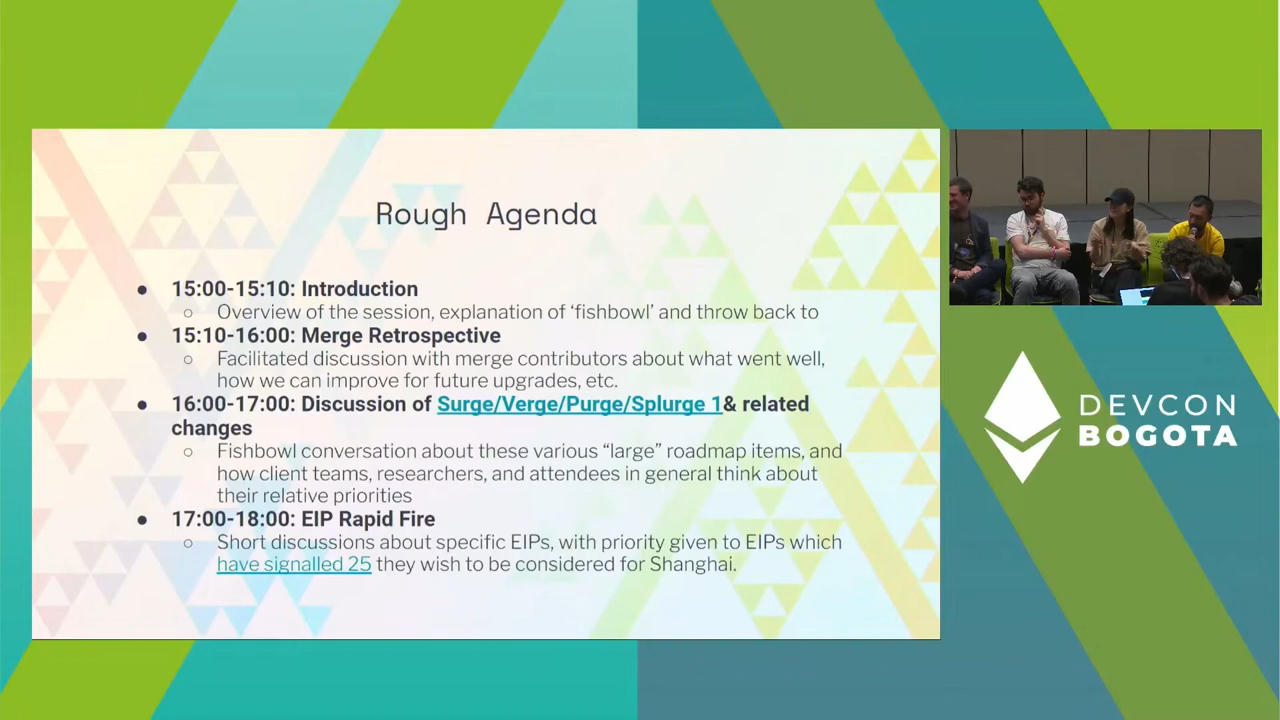 Rough Agenda
● 15:00-15:10: Introduction
○ Overview of the session, explanation of ‘fishbowl’ and throw back to
● 15:10-16:00: Merge Retrospective
○ Facilitated discussion with merge contributors about what went well,
how we can improve for future upgrades, etc.
● 16:00-17:00: Discussion of Surge/Verge/Purge/Splurge 1& related
changes
○ Fishbowl conversation about these various “large” roadmap items, and
how client teams, researchers, and attendees in general think about
their relative priorities
● 17:00-18:00: EIP Rapid Fire
○ Short discussions about specific EIPs, with priority given to EIPs which
have signalled 25 they wish to be considered for Shanghai.
DEVCON
BOGOTA